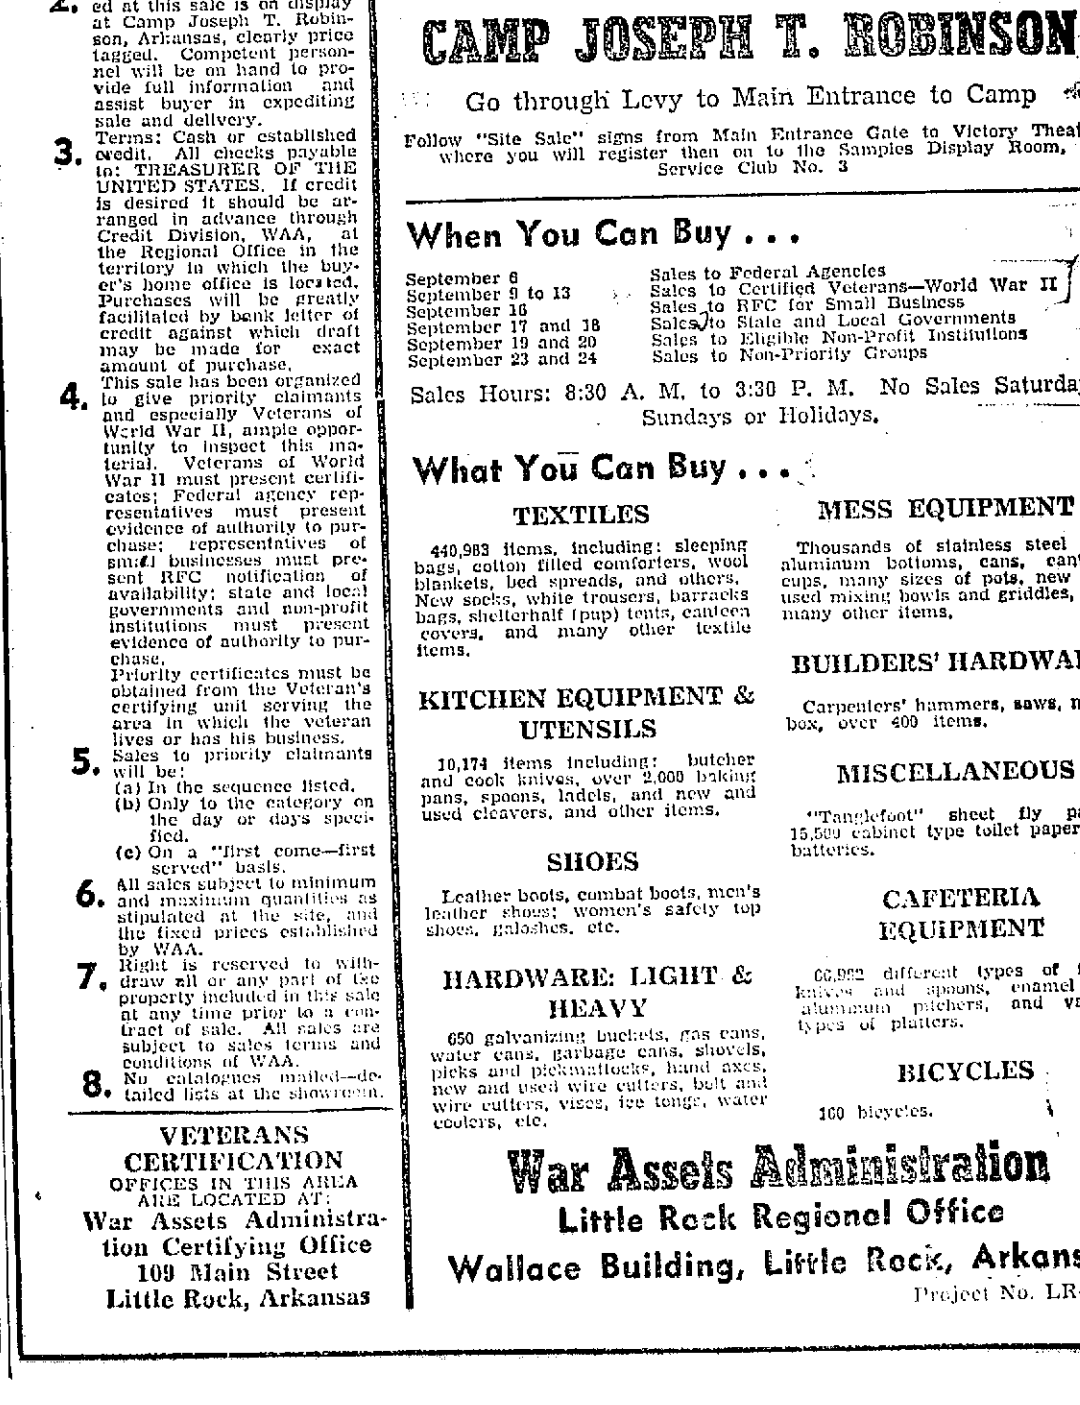 2. ed at this sale is on display
at Camp Joseph T. Robin-
son, Arkansas, clearly price
tagged. Competent person-
nel will be on hand to pro-
vide full information and
assist buyer in expediting
sale and delivery.
3. Terms: Cash or established
credit. All checks payable
to: TREASURER OF THE
UNITED STATES. If credit
is desired it should be ar-
ranged in advance through
Credit Division, WAA, at
the Regional Office in the
territory in which the buy-
er's home office is located.
Purchases will be greatly
facilitated by bank letter of
credit against which draft
may be made for exact
amount of purchase.
4. This sale has been organized
to give priority claimants
and especially Veterans of
World War II, ample oppor-
tunity to inspect this ma-
terial. Veterans of World
War II must present certifi-
cates; Federal agency rep-
resentatives must present
evidence of authority to pur-
chase; representatives of
small businesses must pre-
sent RFC notification of
availability; state and local
governments and non-profit
institutions must present
evidence of authority to pur-
chase.
Priority certificates must be
obtained from the Veteran's
certifying unit serving the
area in which the veteran
lives or has his business.
5. Sales to priority claimants
will be:
(a) In the sequence listed.
(b) Only to the category on
the day or days speci-
fied.
(c) On a "first come—first
served" basis.
6. All sales subject to minimum
and maximum quantities as
stipulated at the site, and
the fixed prices established
by WAA.
7. Right is reserved to with-
draw all or any part of the
property included in this sale
at any time prior to a con-
tract of sale. All sales are
subject to sales terms and
conditions of WAA.
8. No catalogues mailed—de-
tailed lists at the showroom.
VETERANS
CERTIFICATION
OFFICES IN THIS AREA
ARE LOCATED AT:
War Assets Administra-
tion Certifying Office
109 Main Street
Little Rock, Arkansas
CAMP JOSEPH T. ROBINSON
Go through Levy to Main Entrance to Camp
Follow "Site Sale" signs from Main Entrance Gate to Victory Theat
where you will register then on to the Samples Display Room,
Service Club No. 3
When You Can Buy . . .
September 6 Sales to Federal Agencies
September 9 to 13 Sales to Certified Veterans—World War II
September 16 Sales to RFC for Small Business
September 17 and 18 Sales to State and Local Governments
September 19 and 20 Sales to Eligible Non-Profit Institutions
September 23 and 24 Sales to Non-Priority Groups
Sales Hours: 8:30 A. M. to 3:30 P. M. No Sales Saturday
Sundays or Holidays.
What You Can Buy . . .
TEXTILES
440,983 items, including: sleeping
bags, cotton filled comforters, wool
blankets, bed spreads, and others.
New socks, white trousers, barracks
bags, shelterhalf (pup) tents, canteen
covers, and many other textile
items.
KITCHEN EQUIPMENT &
UTENSILS
10,174 items including: butcher
and cook knives, over 2,000 baking
pans, spoons, ladels, and new and
used cleavers, and other items.
SHOES
Leather boots, combat boots, men's
leather shoes; women's safety top
shoes, galoshes, etc.
HARDWARE: LIGHT &
HEAVY
650 galvanizing buckets, gas cans,
water cans, garbage cans, shovels,
picks and pickmattocks, hand axes,
new and used wire cutters, bolt and
wire cutters, vises, ice tongs, water
coolers, etc.
MESS EQUIPMENT
Thousands of stainless steel
aluminum bottoms, cans, can
cups, many sizes of pots, new
used mixing bowls and griddles,
many other items.
BUILDERS' HARDWA
Carpenters' hammers, saws, m
box, over 400 items.
MISCELLANEOUS
"Tanglefoot" sheet fly pa
15,500 cabinet type toilet paper
batteries.
CAFETERIA
EQUIPMENT
different types of
knives and spoons, enamel
aluminum pitchers, and va
types of platters.
BICYCLES
100 bicycles.
War Assets Administration
Little Rock Regional Office
Wallace Building, Little Rock, Arkans
Project No. LR-